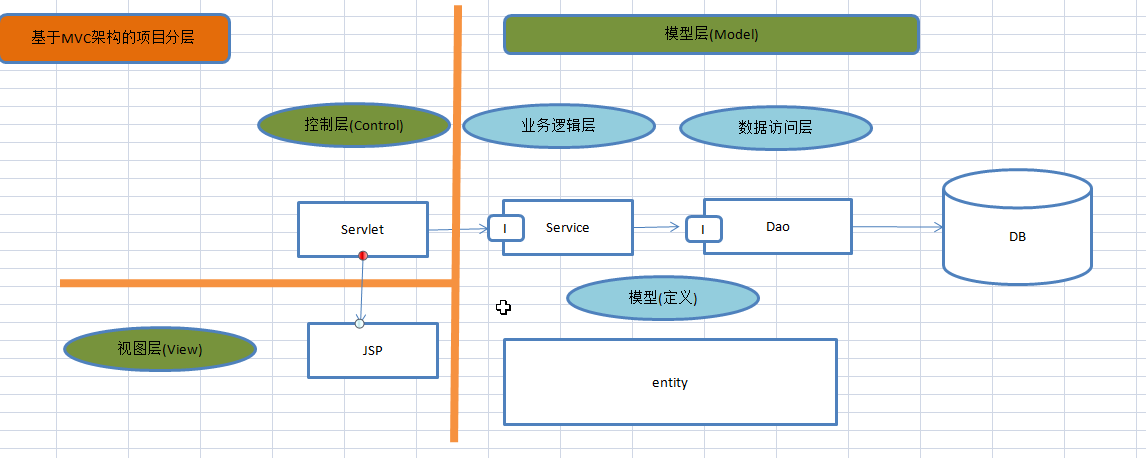 基于MVC架构的项目分层
模型层(Model)
控制层(Control)
业务逻辑层
数据访问层
Servlet
I
Service
I
Dao
DB
模型(定义)
视图层(View)
JSP
entity